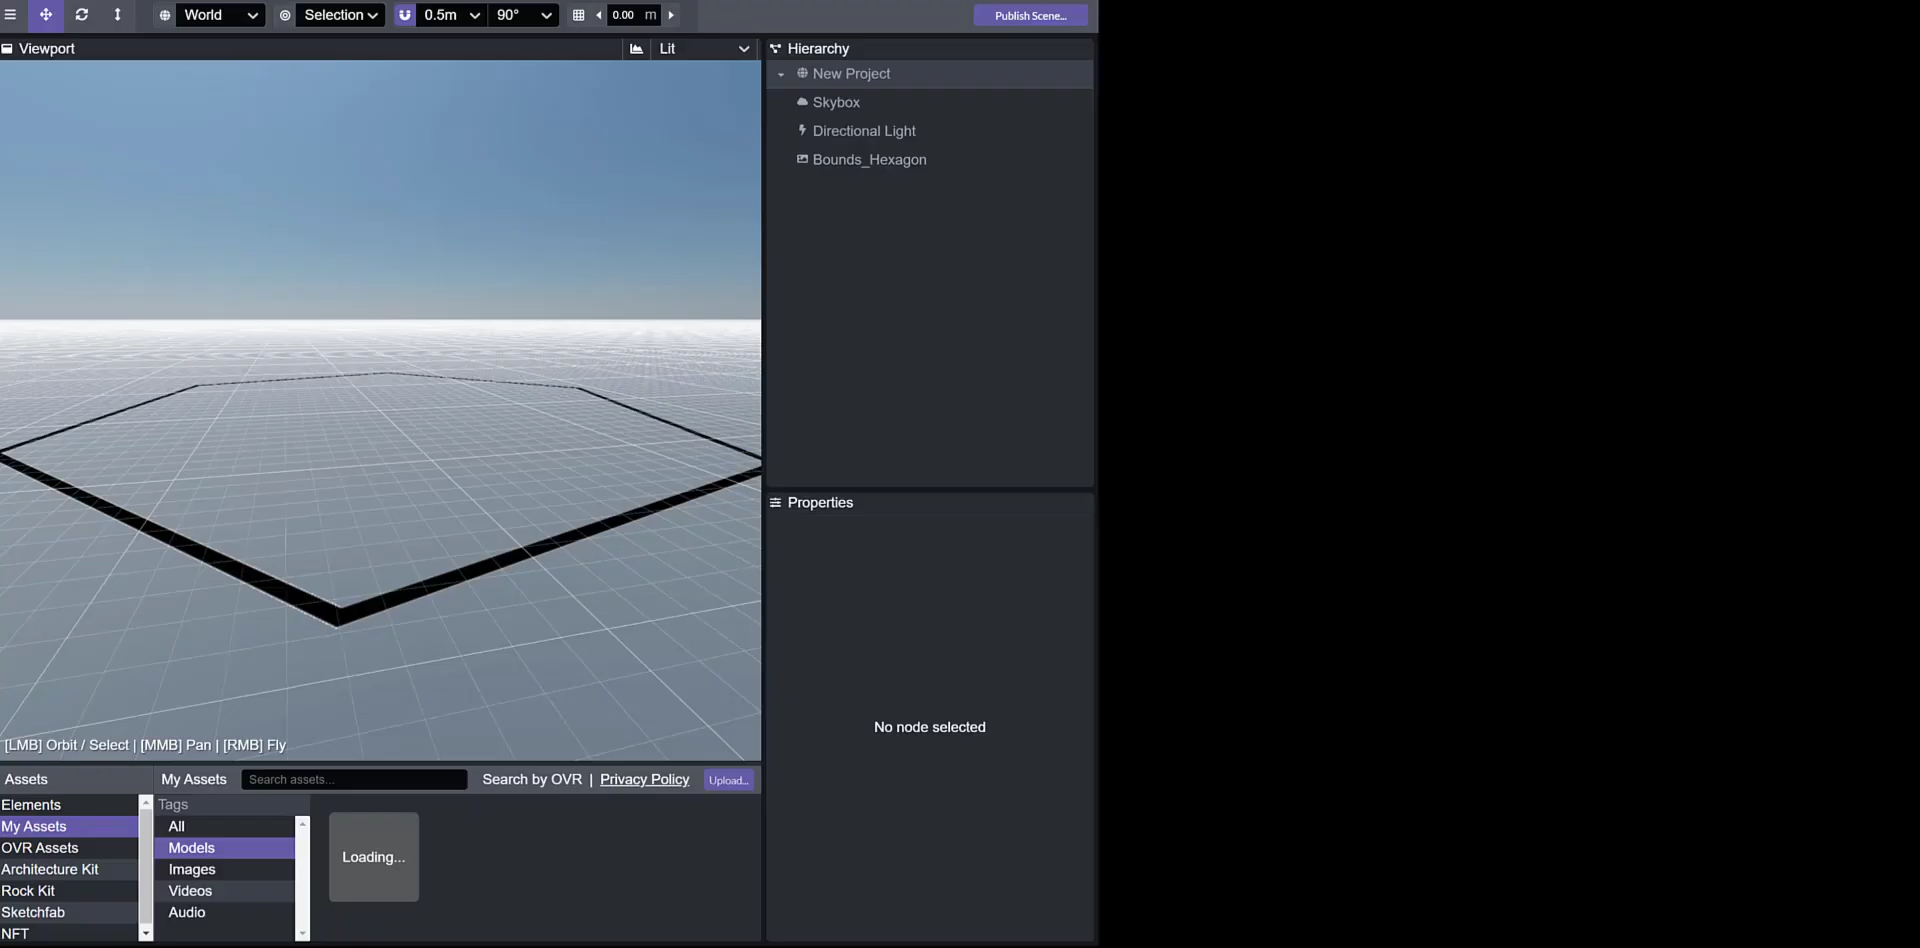 World
Selection
0.5m
90°
0.00 m
Publish Scene...
Viewport
Lit
Hierarchy
New Project
Skybox
Directional Light
Bounds_Hexagon
Properties
No node selected
[LMB] Orbit / Select | [MMB] Pan | [RMB] Fly
Assets
My Assets
Search assets...
Search by OVR | Privacy Policy
Upload...
Elements
My Assets
OVR Assets
Architecture Kit
Rock Kit
Sketchfab
NFT
Tags
All
Models
Images
Videos
Audio
Loading...